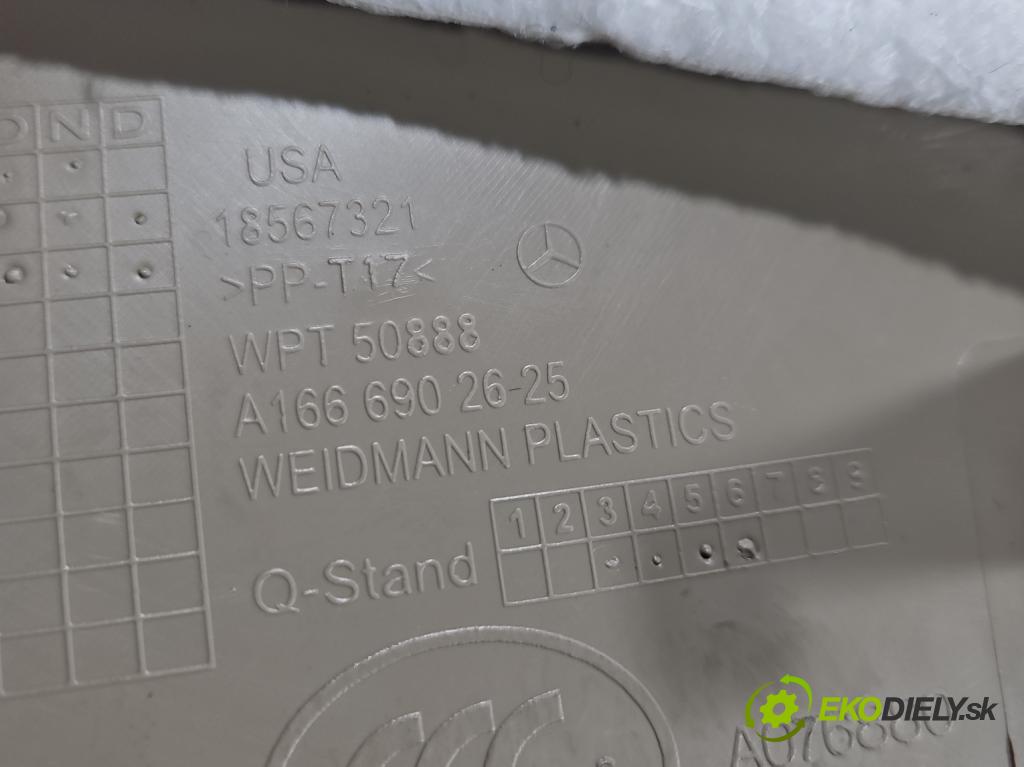 O N D
USA
18567321
>PP-T17<
WPT 50888
A166 690 26-25
WEIDMANN PLASTICS
1 2 3 4 5 6 7 8 9
Q-Stand
CCC
EKODIELY.sk